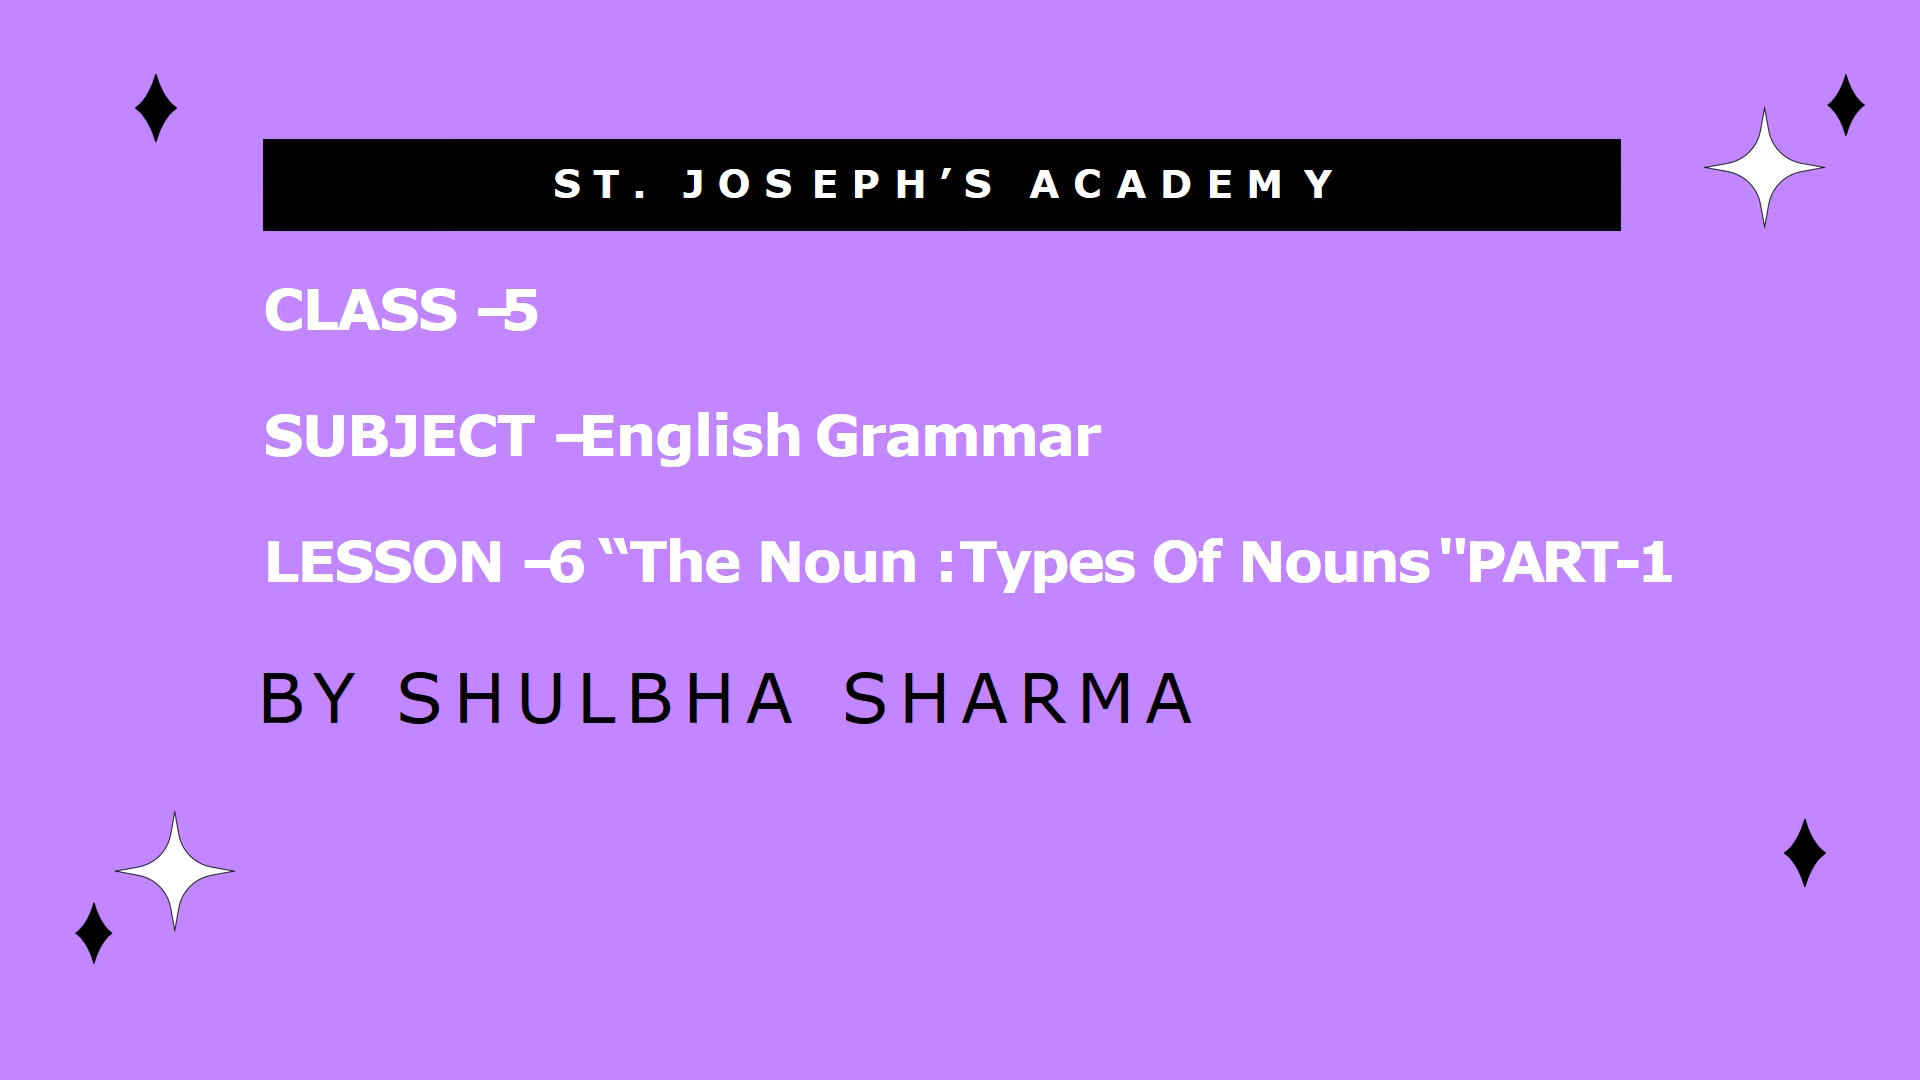 ST. JOSEPH’S ACADEMY
CLASS –5
SUBJECT –English Grammar
LESSON –6 “The Noun :Types Of Nouns"PART-1
BY SHULBHA SHARMA